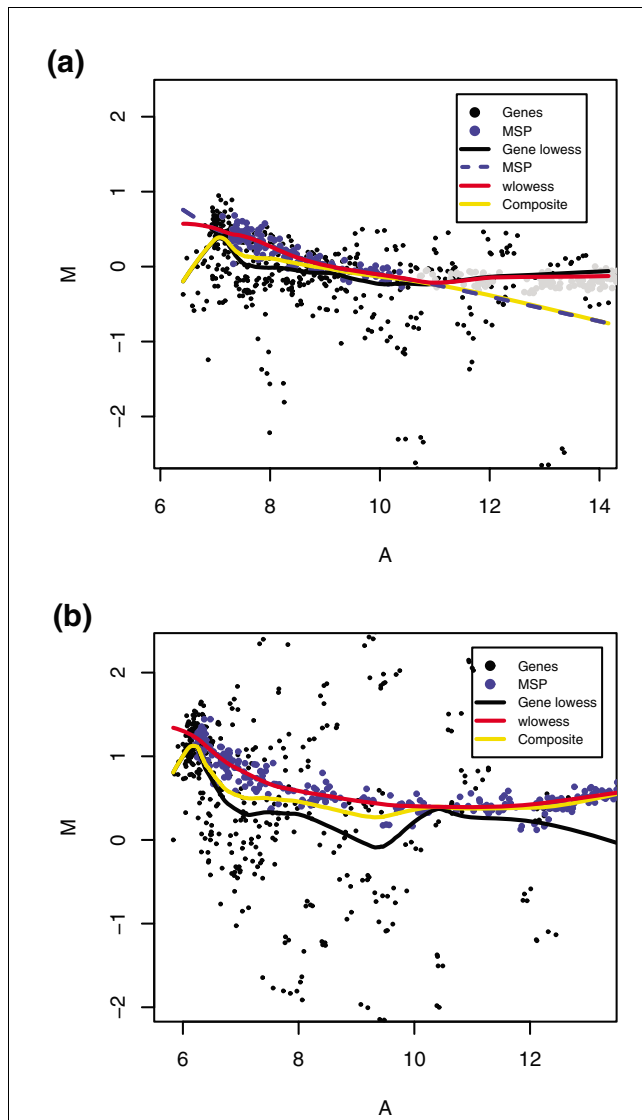 (a)
2
1
0
−1
−2
M
Genes
MSP
Gene lowess
MSP
wlowess
Composite
6 8 10 12 14
A
(b)
2
1
0
−1
−2
M
Genes
MSP
Gene lowess
wlowess
Composite
6 8 10 12
A